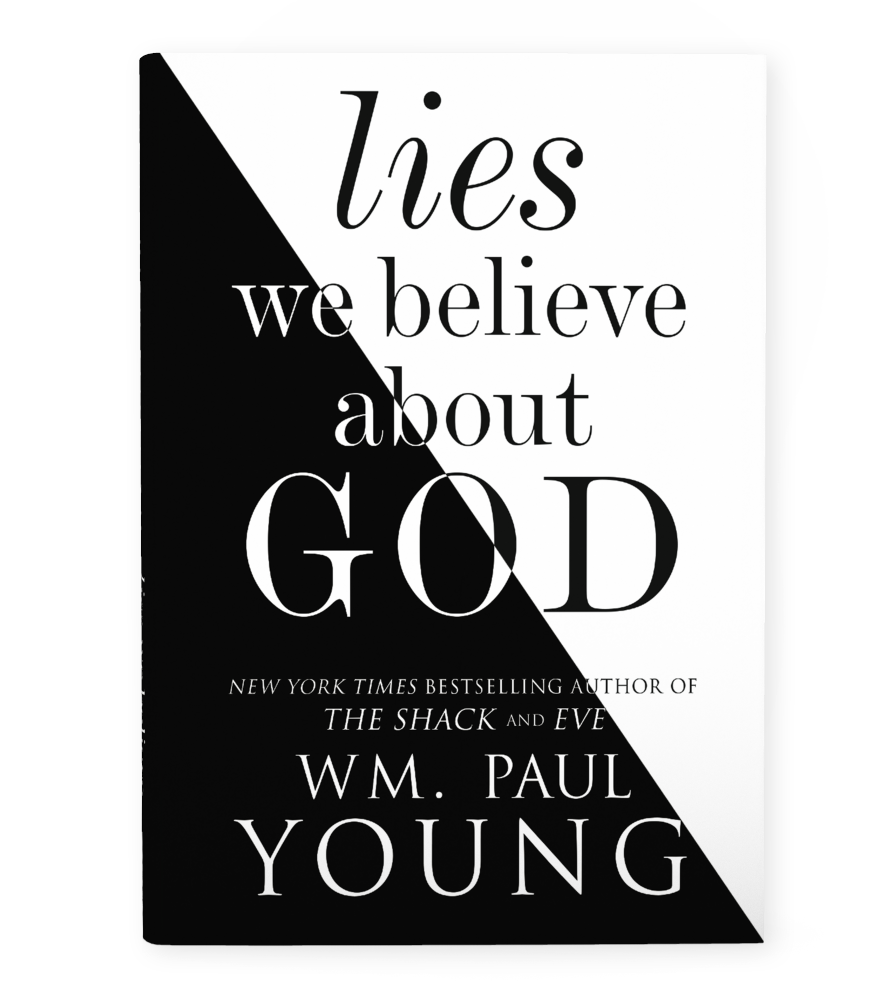 lies
we believe
about
GOD
NEW YORK TIMES BESTSELLING AUTHOR OF
THE SHACK AND EVE
WM. PAUL
YOUNG